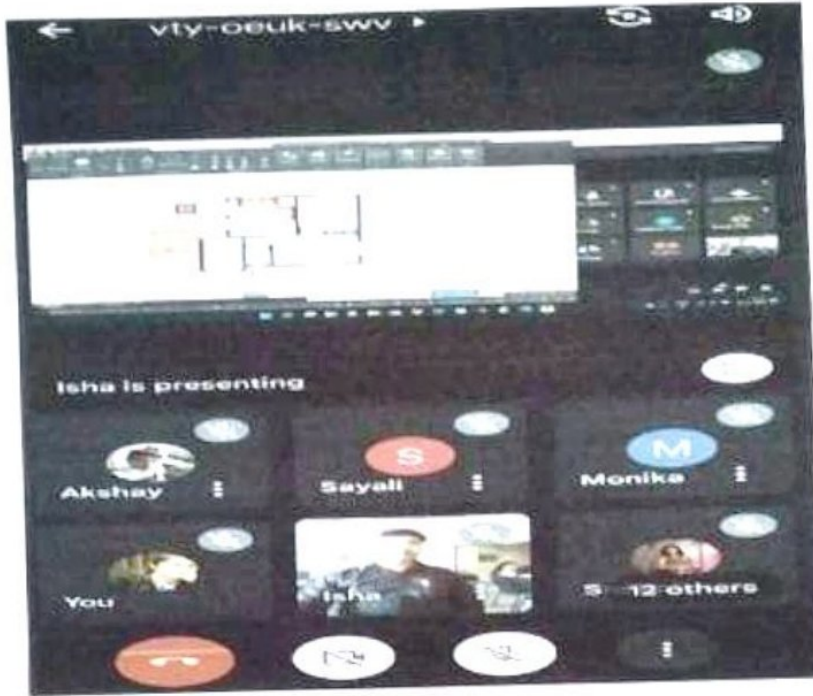 vty-oeuk-swv
Isha is presenting
Akshay
S
Sayali
M
Monika
You
Isha
S 12 others